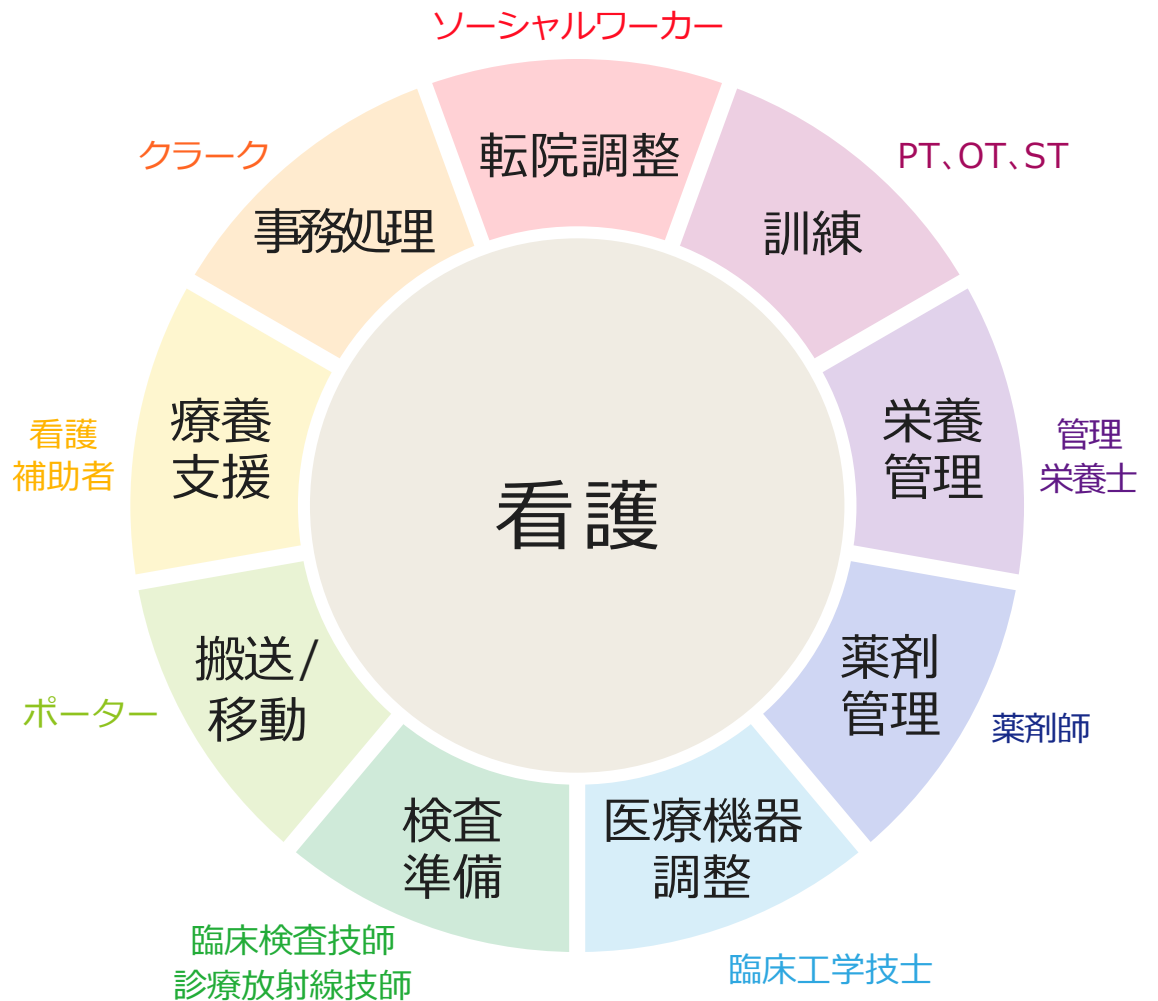 ソーシャルワーカー
転院調整
PT、OT、ST
訓練
管理
栄養士
栄養
管理
薬剤師
薬剤
管理
臨床工学技士
医療機器
調整
臨床検査技師
診療放射線技師
検査
準備
ポーター
搬送/
移動
看護
補助者
療養
支援
クラーク
事務処理
看護